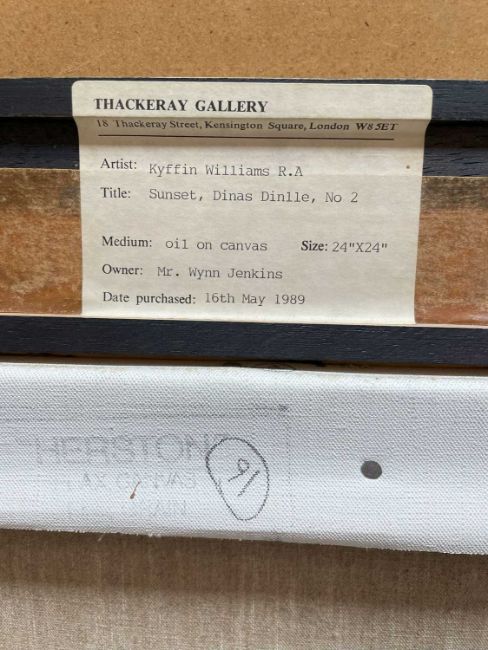 THACKERAY GALLERY
18 Thackeray Street, Kensington Square, London W8 5ET
Artist: Kyffin Williams R.A
Title: Sunset, Dinas Dinlle, No 2
Medium: oil on canvas Size: 24"X24"
Owner: Mr. Wynn Jenkins
Date purchased: 16th May 1989